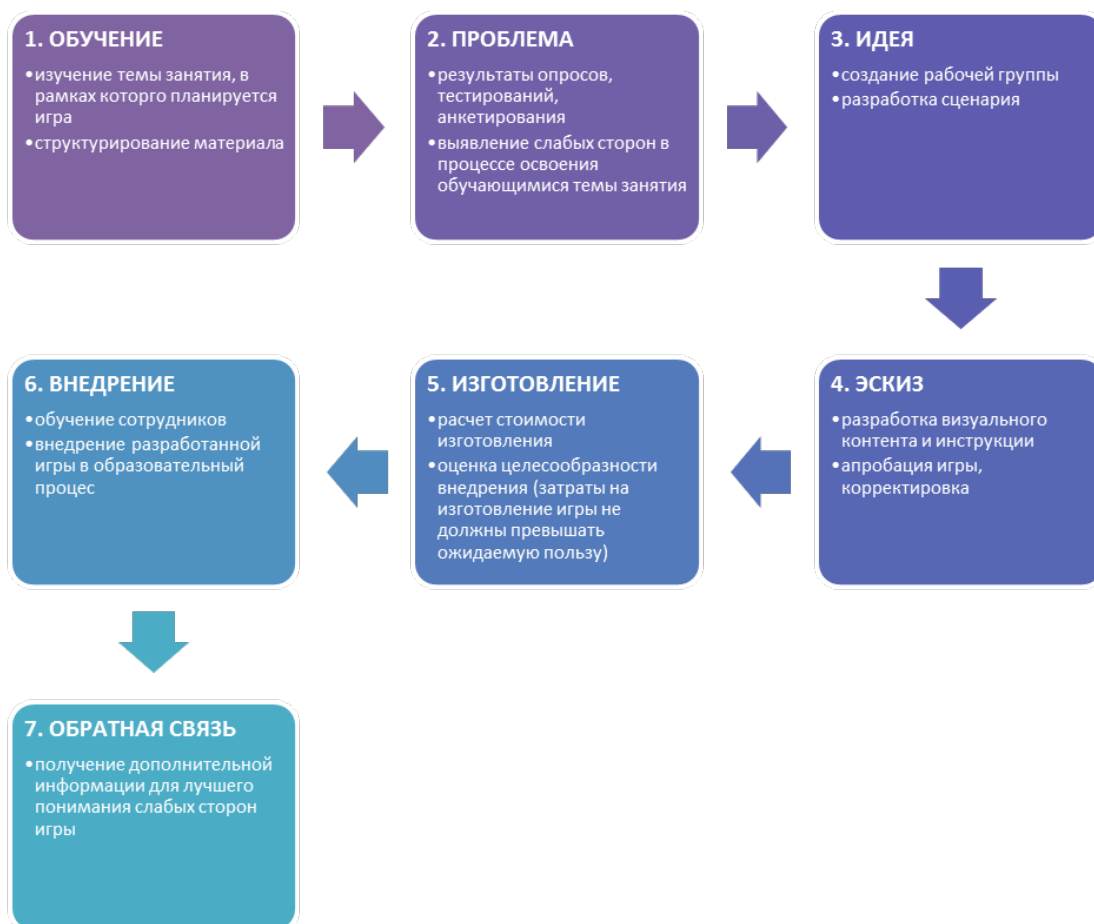 1. ОБУЧЕНИЕ
•изучение темы занятия, в
рамках которого планируется
игра
•структурирование материала
2. ПРОБЛЕМА
•результаты опросов,
тестирований,
анкетирования
•выявление слабых сторон в
процессе освоения
обучающимися темы занятия
3. ИДЕЯ
•создание рабочей группы
•разработка сценария
4. ЭСКИЗ
•разработка визуального
контента и инструкции
•апробация игры,
корректировка
5. ИЗГОТОВЛЕНИЕ
•расчет стоимости
изготовления
•оценка целесообразности
внедрения (затраты на
изготовление игры не
должны превышать
ожидаемую пользу)
6. ВНЕДРЕНИЕ
•обучение сотрудников
•внедрение разработанной
игры в образовательный
процес
7. ОБРАТНАЯ СВЯЗЬ
•получение дополнительной
информации для лучшего
понимания слабых сторон
игры